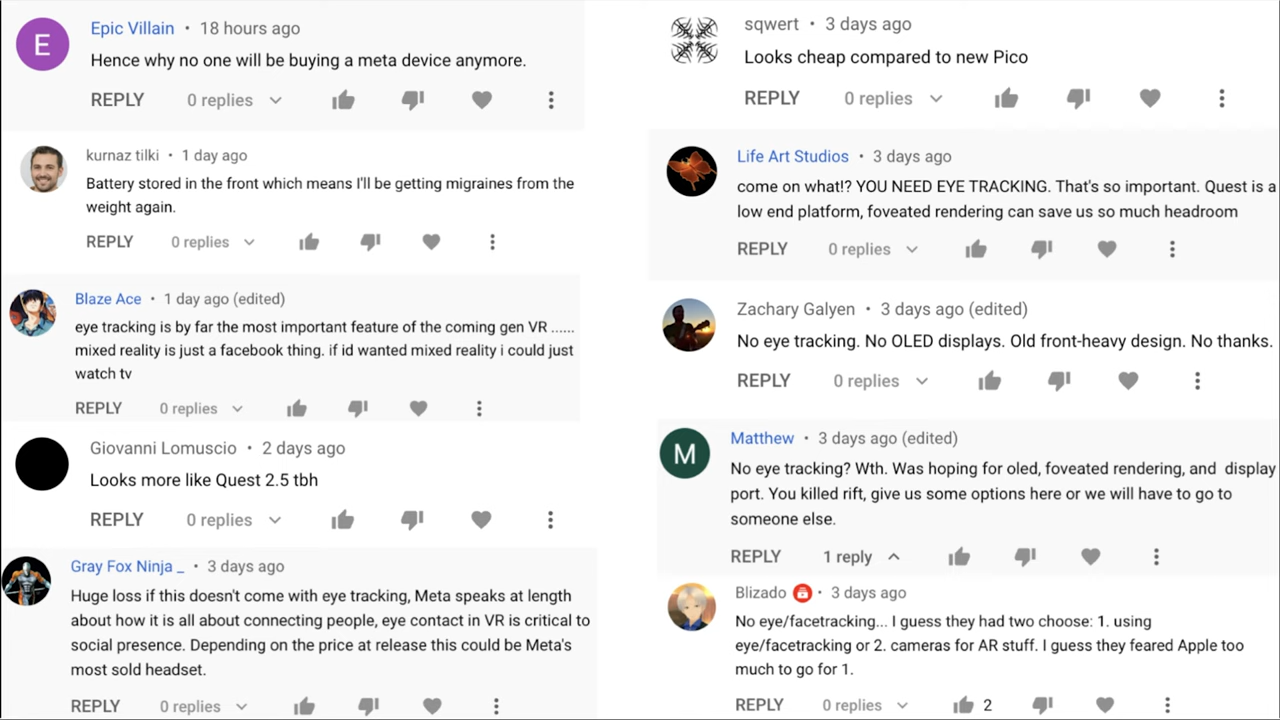 E
Epic Villain • 18 hours ago
Hence why no one will be buying a meta device anymore.
REPLY 0 replies
kurnaz tilki • 1 day ago
Battery stored in the front which means I'll be getting migraines from the
weight again.
REPLY 0 replies
Blaze Ace • 1 day ago (edited)
eye tracking is by far the most important feature of the coming gen VR ......
mixed reality is just a facebook thing. if id wanted mixed reality i could just
watch tv
REPLY 0 replies
Giovanni Lomuscio • 2 days ago
Looks more like Quest 2.5 tbh
REPLY 0 replies
Gray Fox Ninja _ • 3 days ago
Huge loss if this doesn't come with eye tracking, Meta speaks at length
about how it is all about connecting people, eye contact in VR is critical to
social presence. Depending on the price at release this could be Meta's
most sold headset.
REPLY 0 replies
sqwert • 3 days ago
Looks cheap compared to new Pico
REPLY 0 replies
Life Art Studios • 3 days ago
come on what!? YOU NEED EYE TRACKING. That's so important. Quest is a
low end platform, foveated rendering can save us so much headroom
REPLY 0 replies
Zachary Galyen • 3 days ago (edited)
No eye tracking. No OLED displays. Old front-heavy design. No thanks.
REPLY 0 replies
M
Matthew • 3 days ago (edited)
No eye tracking? Wth. Was hoping for oled, foveated rendering, and display
port. You killed rift, give us some options here or we will have to go to
someone else.
REPLY 1 reply
Blizado • 3 days ago
No eye/facetracking... I guess they had two choose: 1. using
eye/facetracking or 2. cameras for AR stuff. I guess they feared Apple too
much to go for 1.
REPLY 0 replies 2